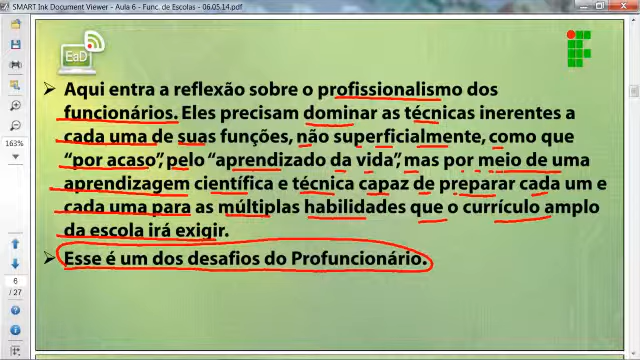 SMART Ink Document Viewer - Aula 6 - Func. de Escolas - 06.05.14.pdf
EaD
Aqui entra a reflexão sobre o profissionalismo dos
funcionários. Eles precisam dominar as técnicas inerentes a
cada uma de suas funções, não superficialmente, como que
“por acaso”, pelo “aprendizado da vida”, mas por meio de uma
aprendizagem científica e técnica capaz de preparar cada um e
cada uma para as múltiplas habilidades que o currículo amplo
da escola irá exigir.
Esse é um dos desafios do Profuncionário.
163%
6
/ 27